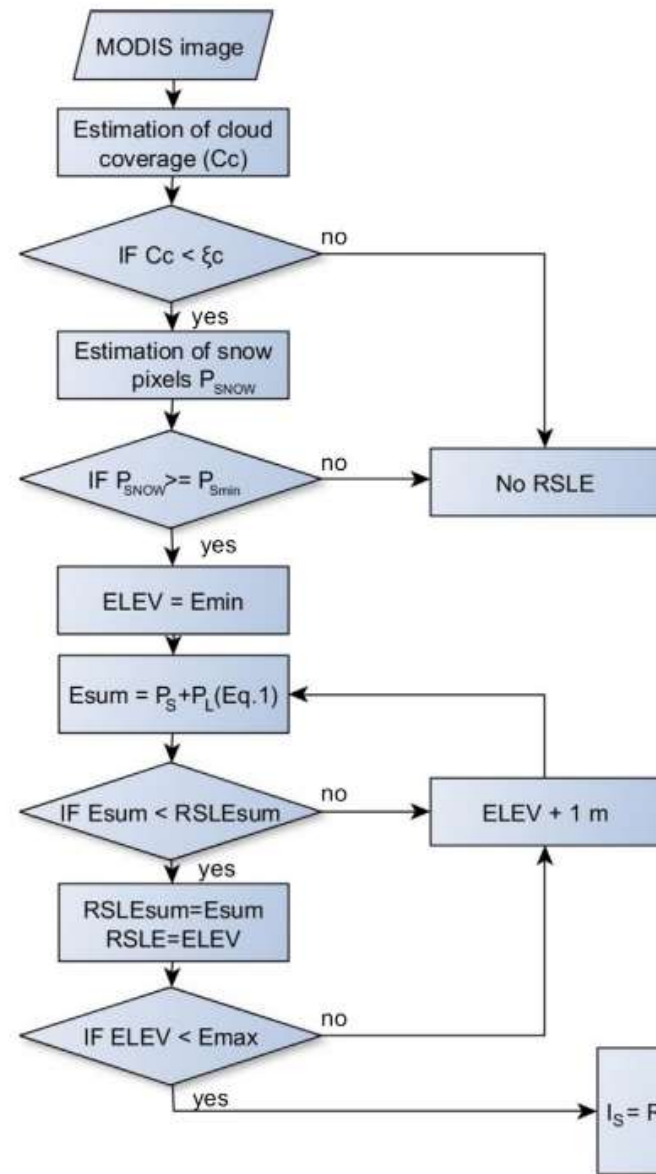 MODIS image
Estimation of cloud
coverage (Cc)
IF Cc < ξc
no
yes
Estimation of snow
pixels P_SNOW
IF P_SNOW>= P_Smin
no
No RSLE
yes
ELEV = Emin
Esum = P_S+P_L(Eq.1)
IF Esum < RSLEsum
no
ELEV + 1 m
yes
RSLEsum=Esum
RSLE=ELEV
IF ELEV < Emax
no
yes
I_S = R